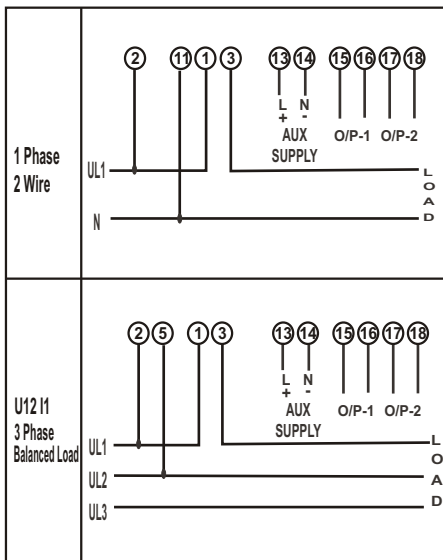 2 11 1 3 13 14 15 16 17 18
L N
+ -
AUX O/P-1 O/P-2
SUPPLY
1 Phase
2 Wire
UL1
N
LOAD
2 5 1 3 13 14 15 16 17 18
L N
+ -
AUX O/P-1 O/P-2
SUPPLY
U12 I1
3 Phase
Balanced Load
UL1
UL2
UL3
LOAD